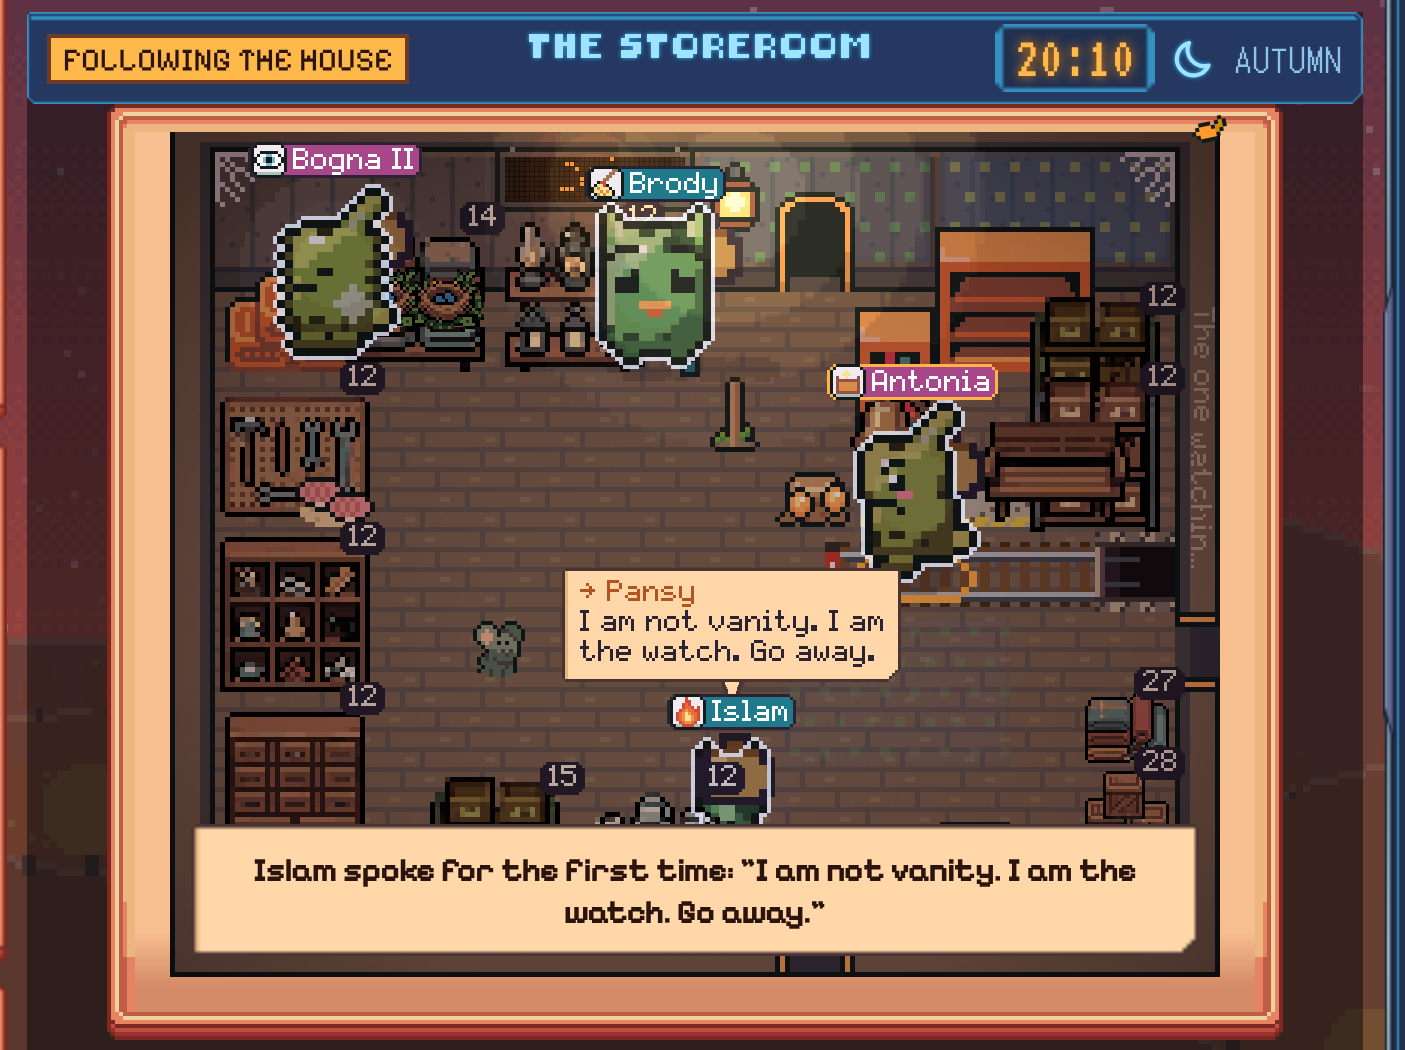 FOLLOWING THE HOUSE
THE STOREROOM
20:10
AUTUMN
Bogna II
Brody
14
12
12
12
Antonia
12
The one watchin...
12
→ Pansy
I am not vanity. I am
the watch. Go away.
12
27
Islam
28
15
12
Islam spoke for the first time: "I am not vanity. I am the
watch. Go away."